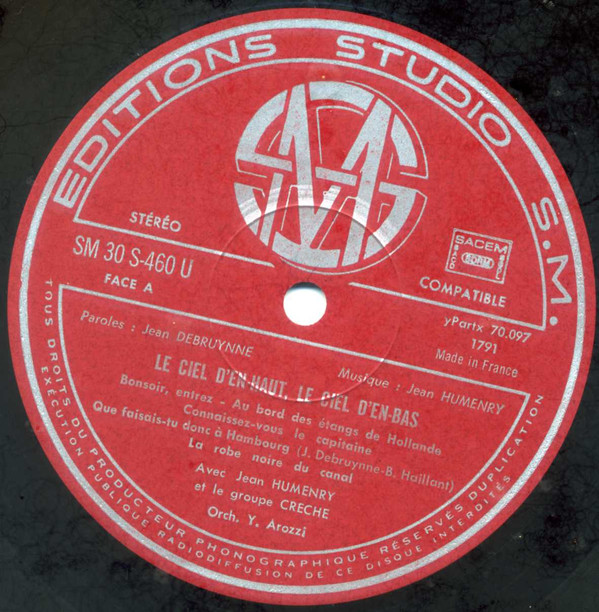 EDITIONS STUDIO S.M.
STÉRÉO
SM 30 S-460 U
FACE A
SACEM
BIEM
COMPATIBLE
yPartx 70.097
1791
Made in France
Paroles : Jean DEBRUYNNE
Musique : Jean HUMENRY
LE CIEL D'EN-HAUT, LE CIEL D'EN-BAS
Bonsoir, entrez - Au bord des étangs de Hollande
Connaissez-vous le capitaine
Que faisais-tu donc à Hambourg (J. Debruynne-B. Haillant)
La robe noire du canal
Avec Jean HUMENRY
et le groupe CRECHE
Orch. Y. Arozzi
TOUS DROITS DU PRODUCTEUR PHONOGRAPHIQUE RÉSERVÉS DUPLICATION
EXÉCUTION PUBLIQUE RADIODIFFUSION DE CE DISQUE INTERDITES